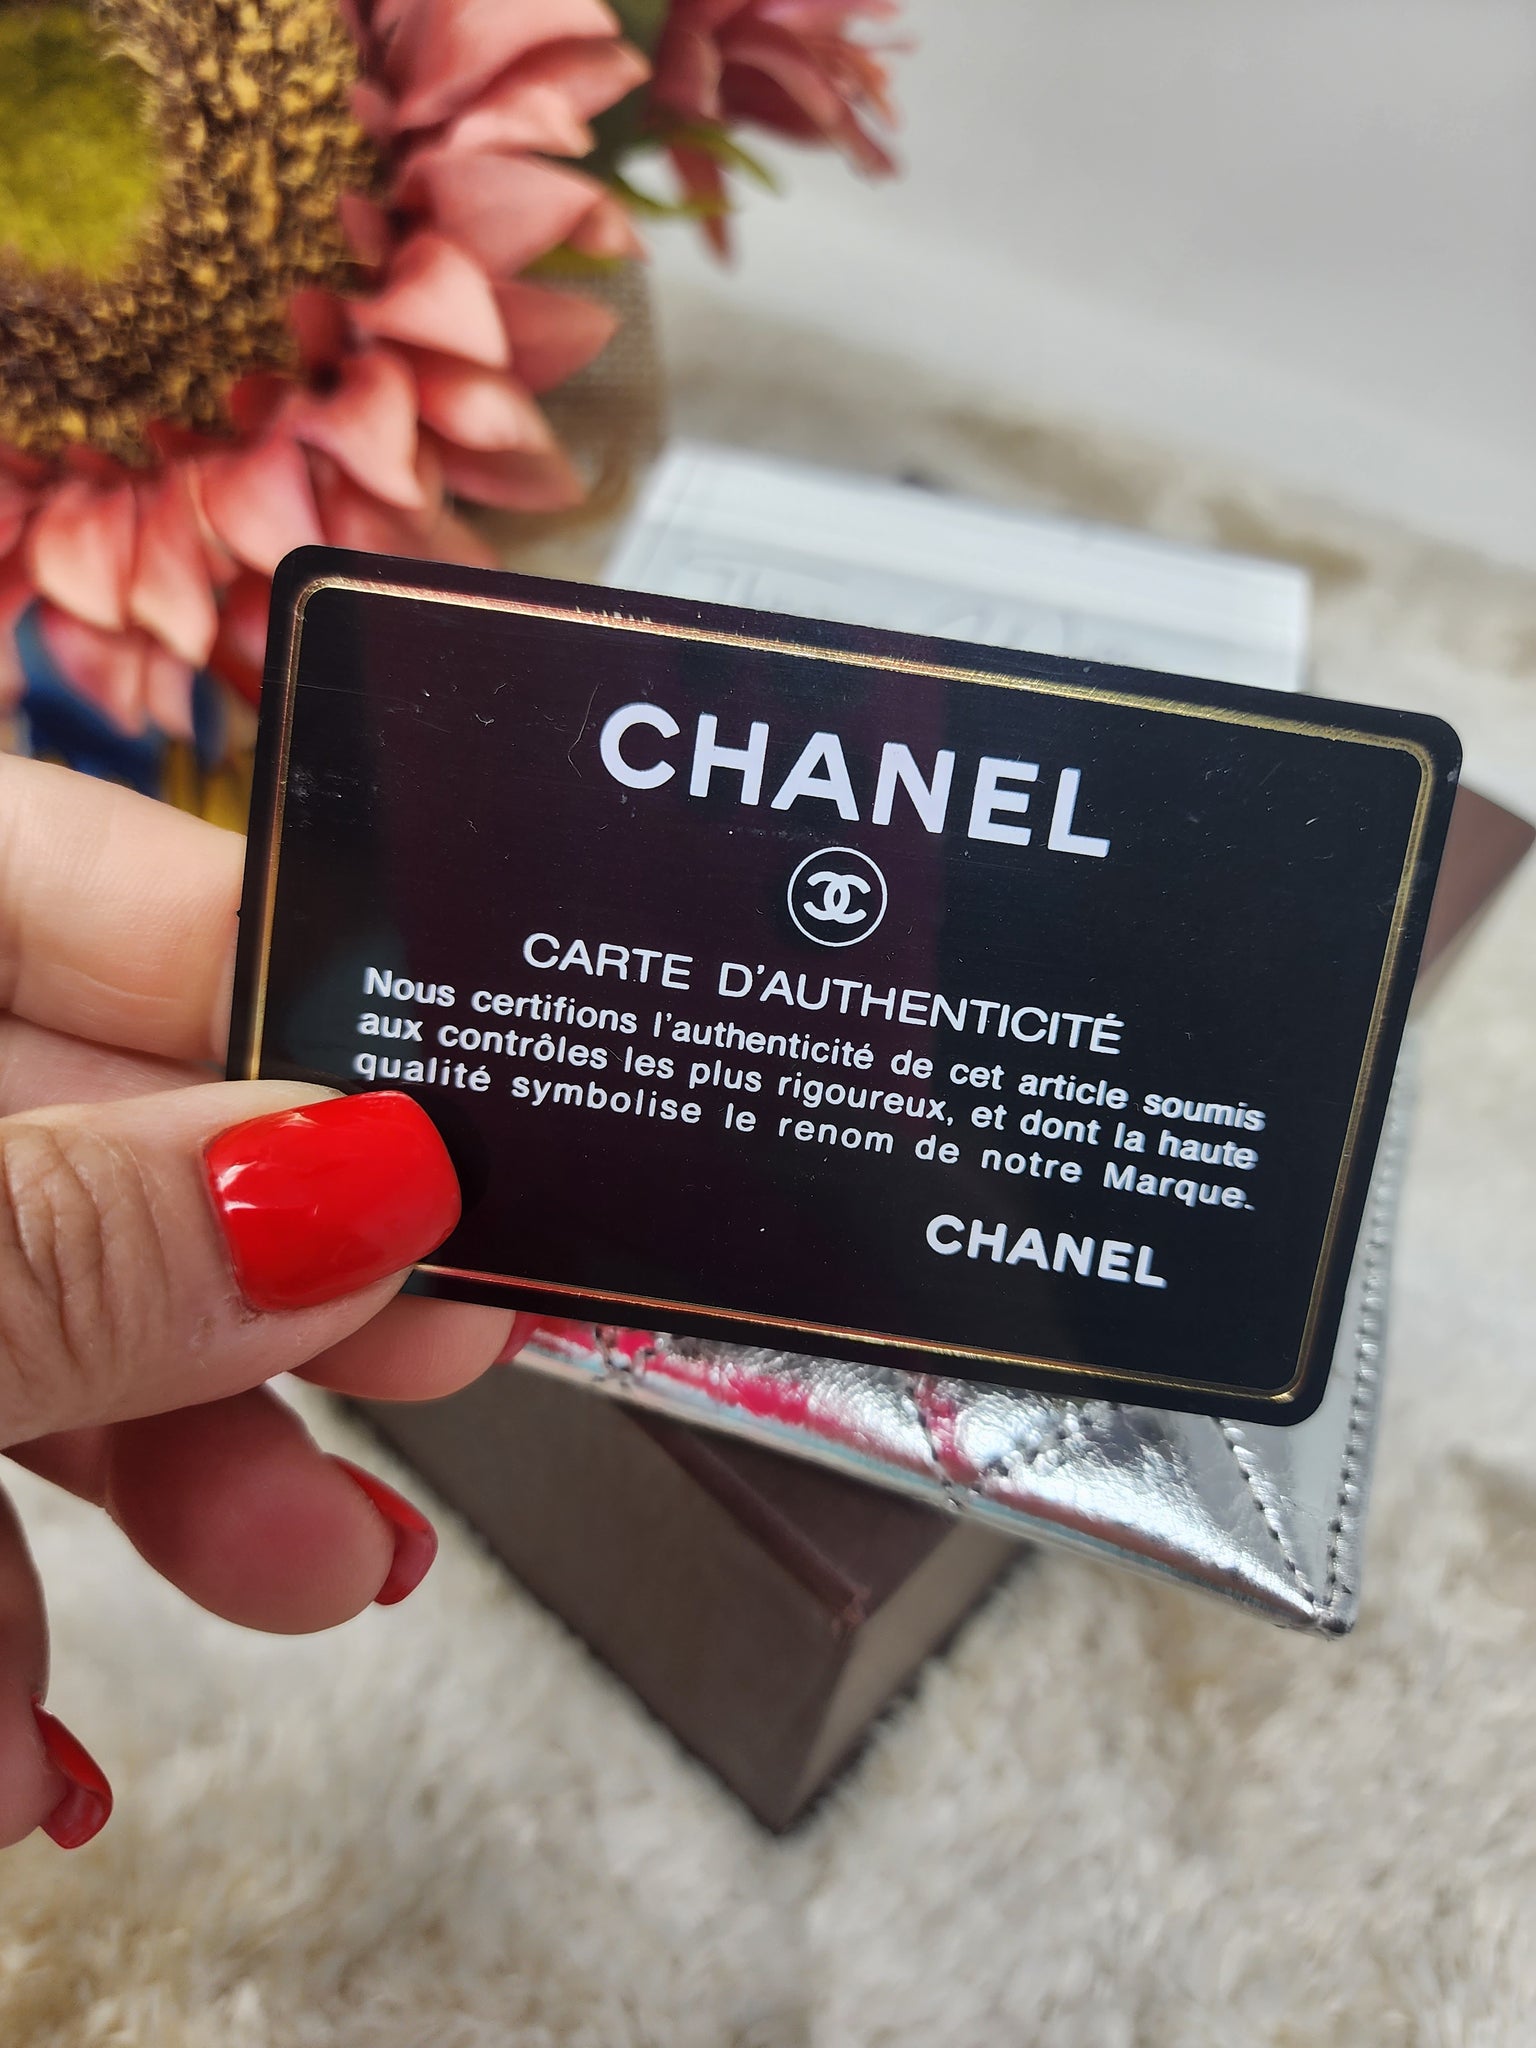 CHANEL
CARTE D'AUTHENTICITÉ
Nous certifions l'authenticité de cet article soumis
aux contrôles les plus rigoureux, et dont la haute
qualité symbolise le renom de notre Marque.
CHANEL